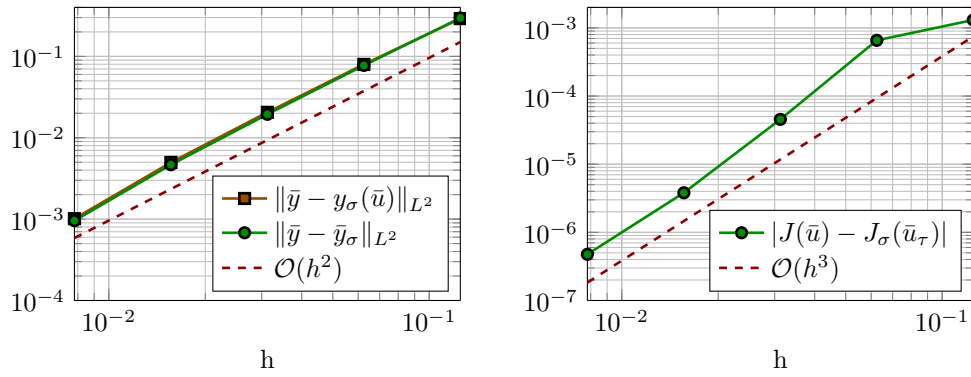 10^{-1}
10^{-2}
10^{-3}
10^{-4}
‖ȳ − y_σ(ū)‖_{L^2}
‖ȳ − ȳ_σ‖_{L^2}
O(h^2)
10^{-2} 10^{-1}
h
10^{-3}
10^{-4}
10^{-5}
10^{-6}
10^{-7}
|J(ū) − J_σ(ū_τ)|
O(h^3)
10^{-2} 10^{-1}
h